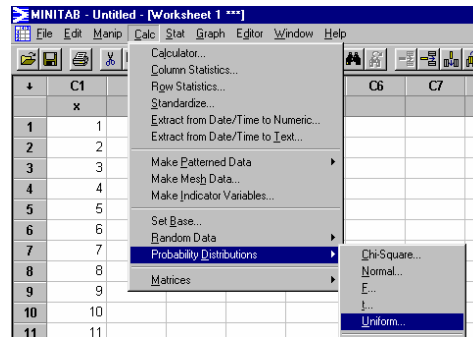 MINITAB - Untitled - [Worksheet 1 ***]
File Edit Manip Calc Stat Graph Editor Window Help
Calculator...
Column Statistics...
Row Statistics...
Standardize...
Extract from Date/Time to Numeric...
Extract from Date/Time to Text...
Make Patterned Data
Make Mesh Data...
Make Indicator Variables...
Set Base...
Random Data
Probability Distributions
Matrices
Chi-Square...
Normal...
F...
t...
Uniform...
C1 C6 C7
x
1 1
2 2
3 3
4 4
5 5
6 6
7 7
8 8
9 9
10 10
11 11